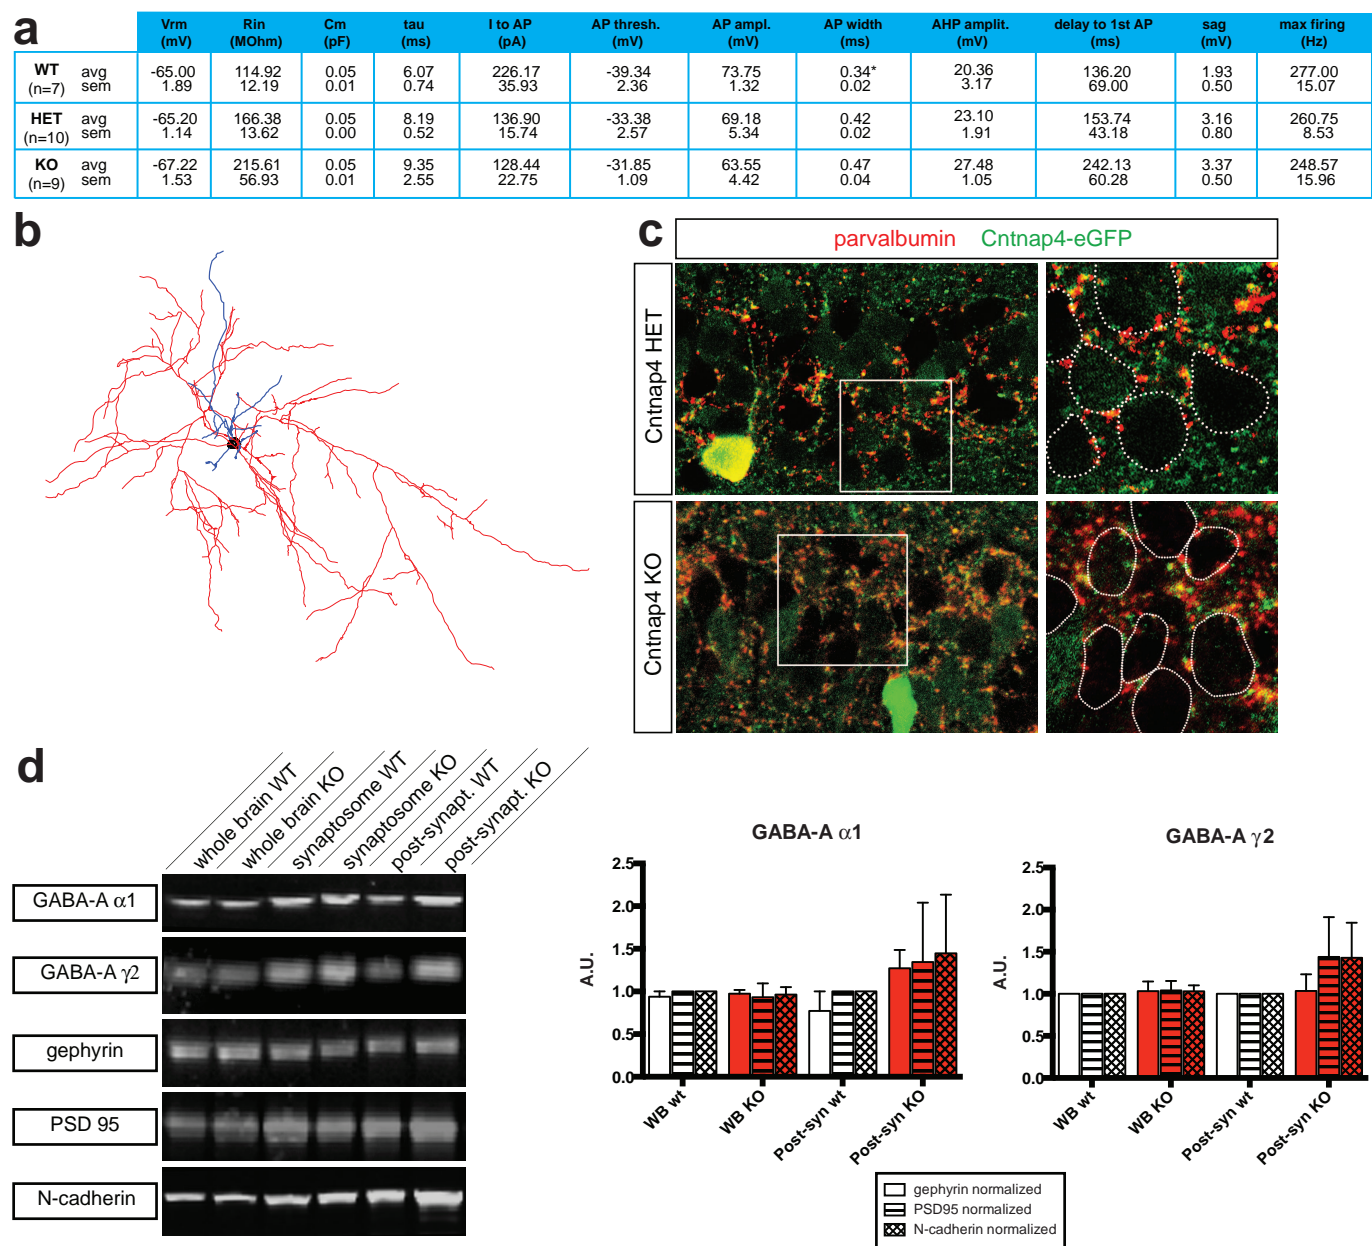 a
Vrm (mV) Rin (MOhm) Cm (pF) tau (ms) I to AP (pA) AP thresh. (mV) AP ampl. (mV) AP width (ms) AHP amplit. (mV) delay to 1st AP (ms) sag (mV) max firing (Hz)
WT avg -65.00 114.92 0.05 6.07 226.17 -39.34 73.75 0.34* 20.36 136.20 1.93 277.00
(n=7) sem 1.89 12.19 0.01 0.74 35.93 2.36 1.32 0.02 3.17 69.00 0.50 15.07
HET avg -65.20 166.38 0.05 8.19 136.90 -33.38 69.18 0.42 23.10 153.74 3.16 260.75
(n=10) sem 1.14 13.62 0.00 0.52 15.74 2.57 5.34 0.02 1.91 43.18 0.80 8.53
KO avg -67.22 215.61 0.05 9.35 128.44 -31.85 63.55 0.47 27.48 242.13 3.37 248.57
(n=9) sem 1.53 56.93 0.01 2.55 22.75 1.09 4.42 0.04 1.05 60.28 0.50 15.96
b
c
parvalbumin Cntnap4-eGFP
Cntnap4 HET
Cntnap4 KO
d
whole brain WT
whole brain KO
synaptosome WT
synaptosome KO
post-synapt. WT
post-synapt. KO
GABA-A α1
GABA-A γ2
gephyrin
PSD 95
N-cadherin
GABA-A α1
A.U.
2.5
2.0
1.5
1.0
0.5
0.0
WB wt
WB KO
Post-syn wt
Post-syn KO
GABA-A γ2
A.U.
2.5
2.0
1.5
1.0
0.5
0.0
WB wt
WB KO
Post-syn wt
Post-syn KO
gephyrin normalized
PSD95 normalized
N-cadherin normalized